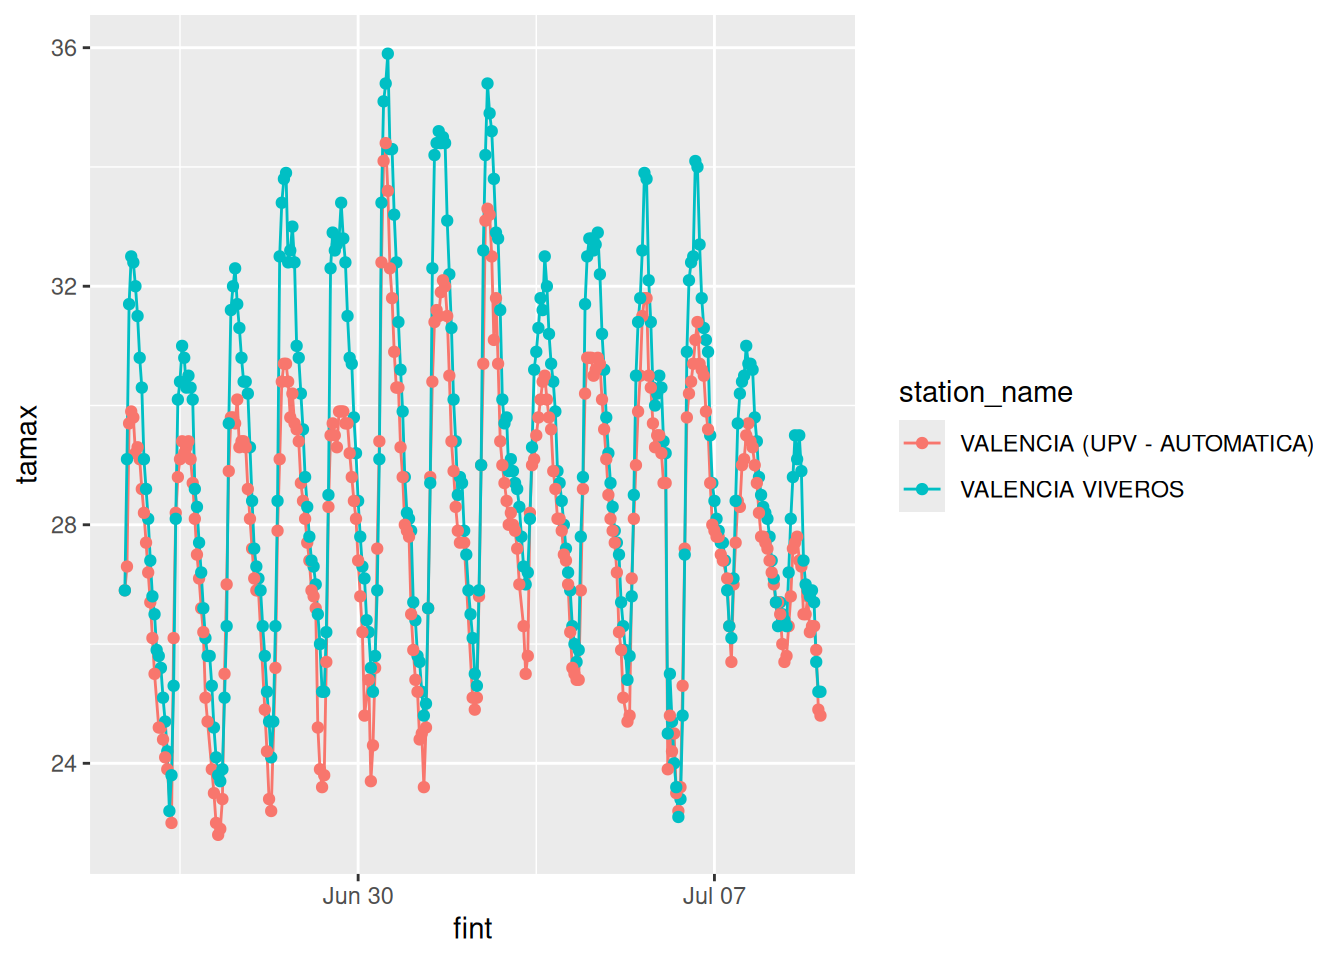 36
32
28
24
tamax
Jun 30
Jul 07
fint
station_name
VALENCIA (UPV - AUTOMATICA)
VALENCIA VIVEROS